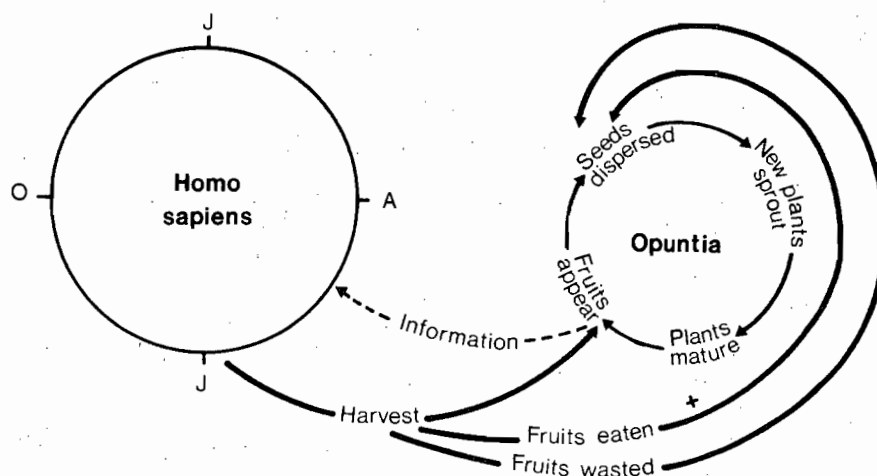 J
O
Homo
sapiens
A
J
Seeds
dispersed
New plants
sprout
Opuntia
Fruits
appear
Plants
mature
Information
Harvest
+
Fruits eaten
Fruits wasted